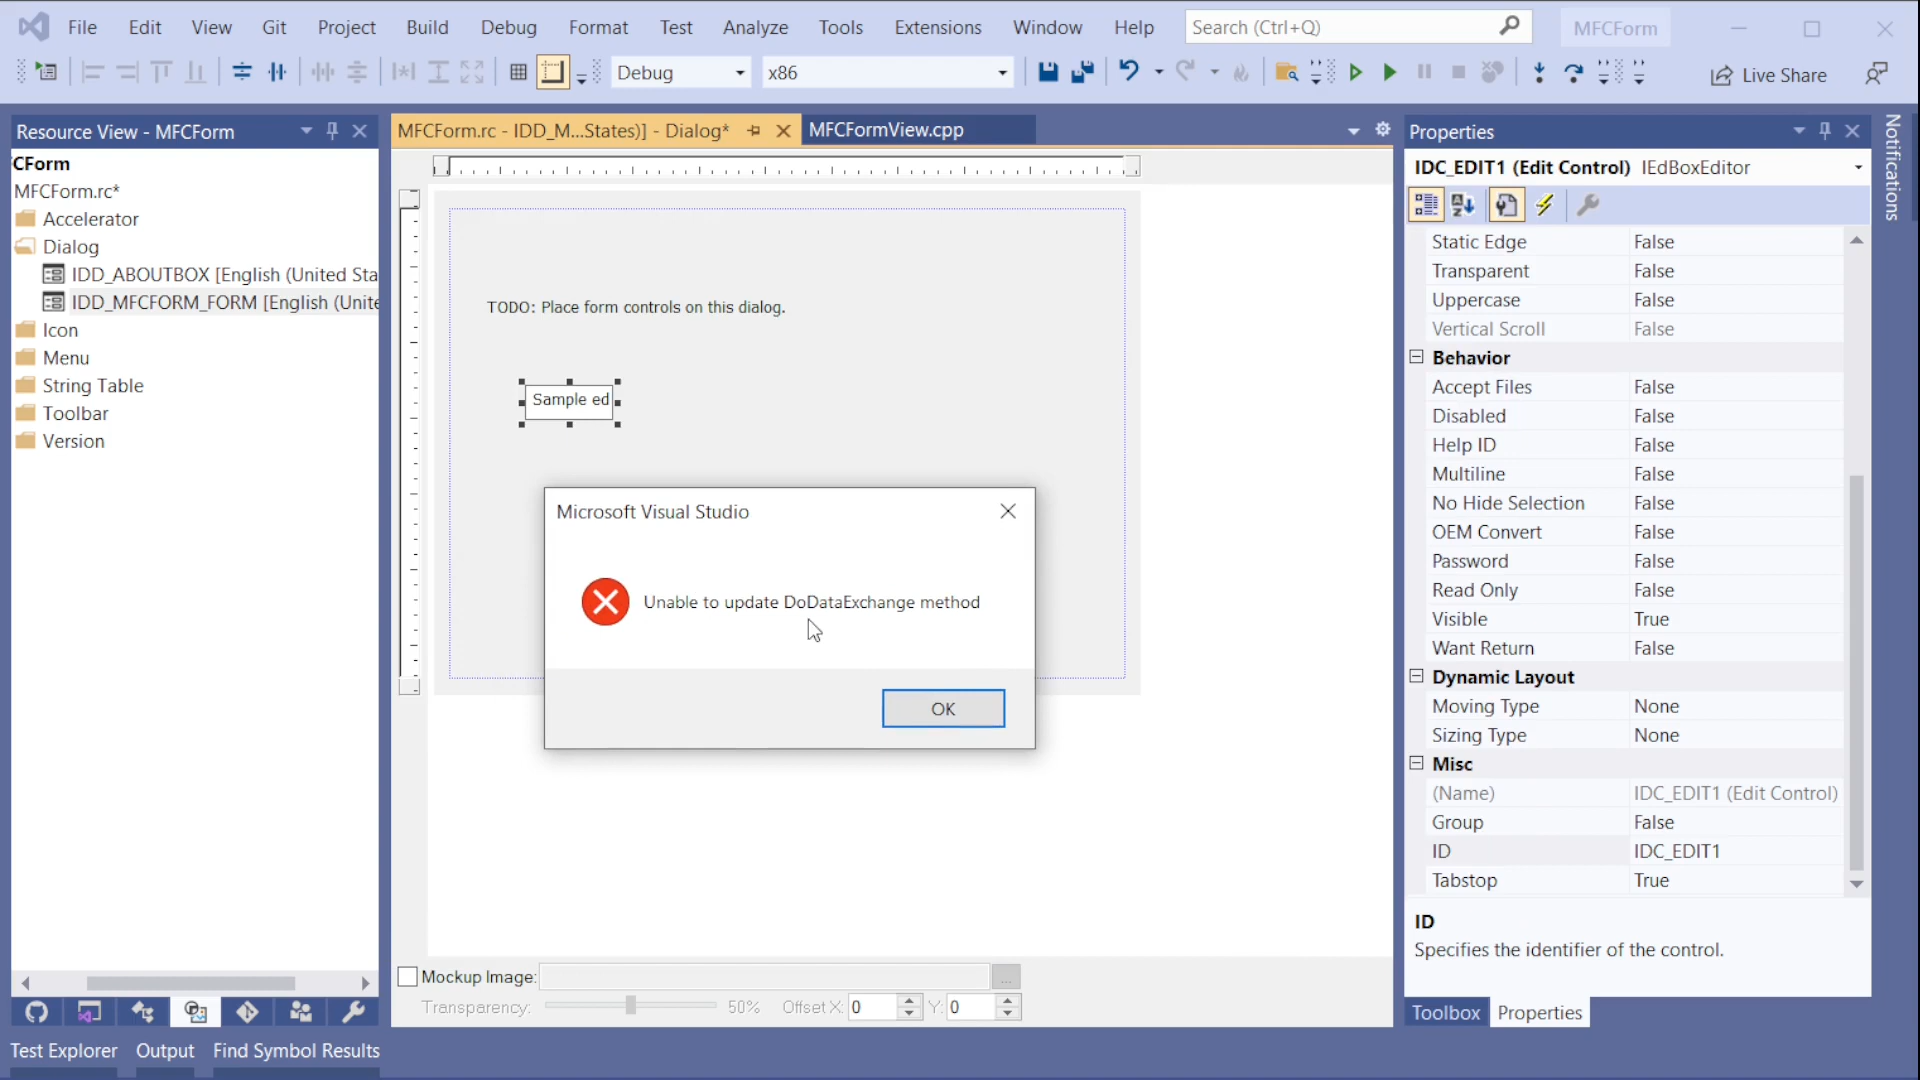 File Edit View Git Project Build Debug Format Test Analyze Tools Extensions Window Help Search (Ctrl+Q) MFCForm
Debug x86 Live Share
Resource View - MFCForm
CForm
MFCForm.rc*
Accelerator
Dialog
IDD_ABOUTBOX [English (United Sta
IDD_MFCFORM_FORM [English (Unite
Icon
Menu
String Table
Toolbar
Version
MFCForm.rc - IDD_M...States)] - Dialog* MFCFormView.cpp
TODO: Place form controls on this dialog.
Sample ed
Microsoft Visual Studio
Unable to update DoDataExchange method
OK
Mockup Image: ...
Transparency: 50% Offset X: 0 Y: 0
Properties
IDC_EDIT1 (Edit Control) IEdBoxEditor
Static Edge False
Transparent False
Uppercase False
Vertical Scroll False
Behavior
Accept Files False
Disabled False
Help ID False
Multiline False
No Hide Selection False
OEM Convert False
Password False
Read Only False
Visible True
Want Return False
Dynamic Layout
Moving Type None
Sizing Type None
Misc
(Name) IDC_EDIT1 (Edit Control)
Group False
ID IDC_EDIT1
Tabstop True
ID
Specifies the identifier of the control.
Toolbox Properties
Notifications
Test Explorer Output Find Symbol Results